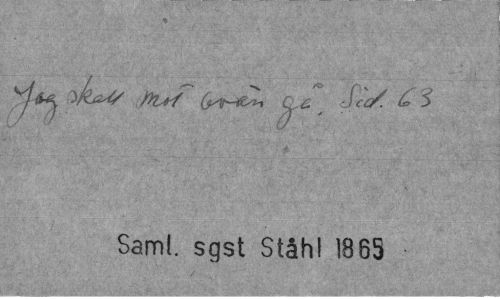 Jag skall mot ovän gå. Sid. 63
Saml. sgst Ståhl 1865